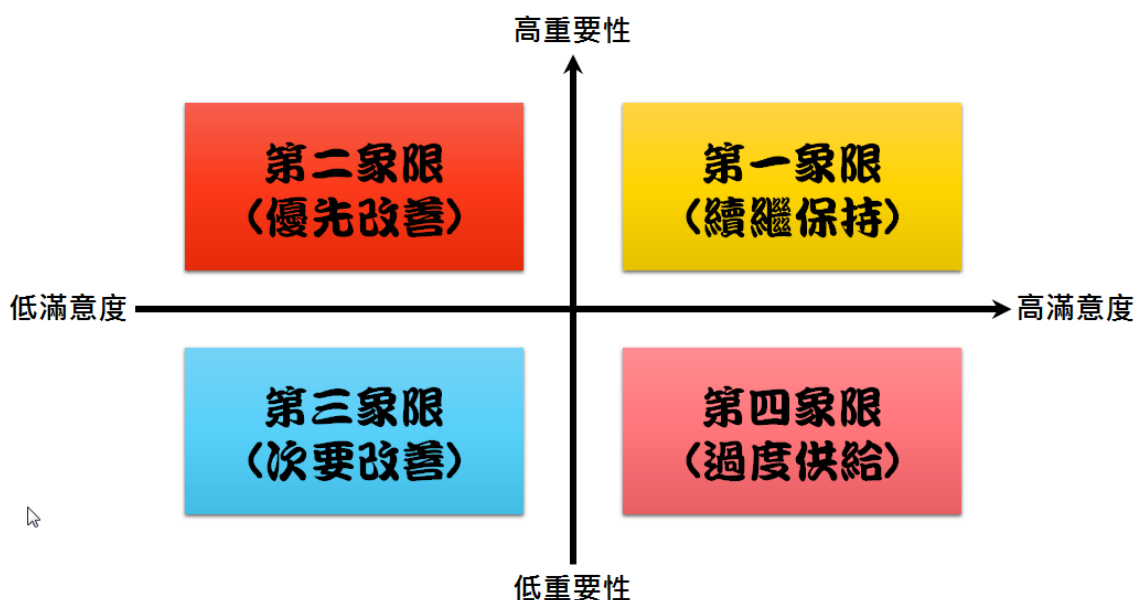 高重要性
第二象限
(優先改善)
第一象限
(續繼保持)
低滿意度
高滿意度
第三象限
(次要改善)
第四象限
(過度供給)
低重要性